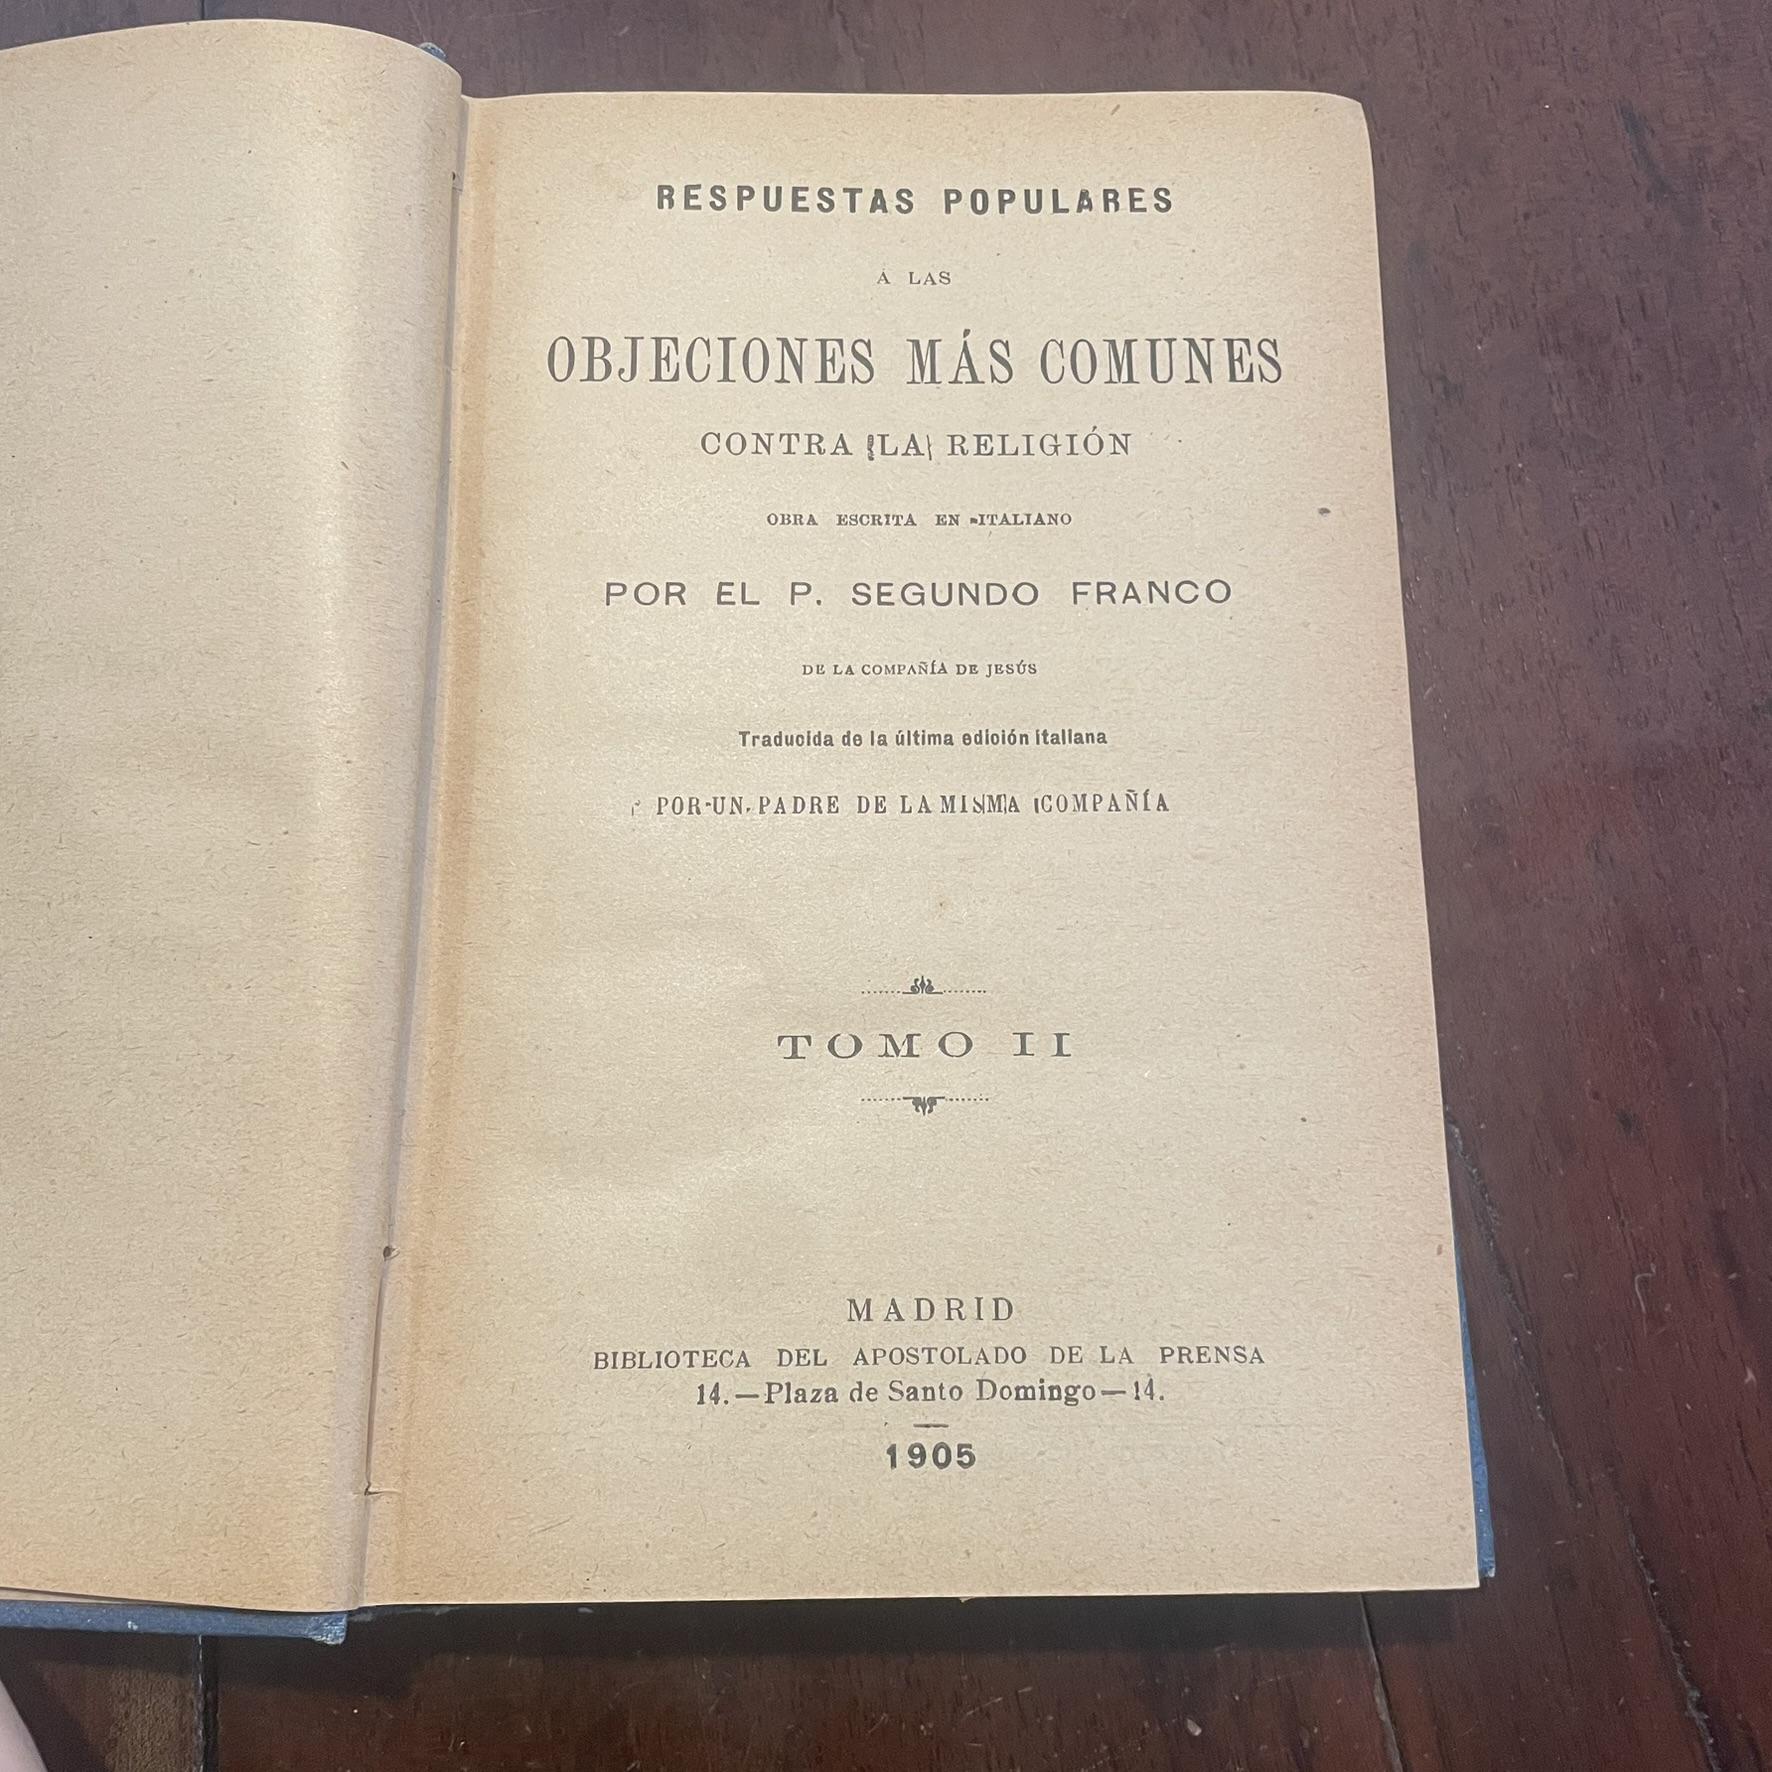 RESPUESTAS POPULARES
Á LAS
OBJECIONES MÁS COMUNES
CONTRA LA RELIGIÓN
OBRA ESCRITA EN ITALIANO
POR EL P. SEGUNDO FRANCO
DE LA COMPAÑÍA DE JESÚS
Traducida de la última edición italiana
POR UN PADRE DE LA MISMA COMPAÑÍA
TOMO II
MADRID
BIBLIOTECA DEL APOSTOLADO DE LA PRENSA
14.—Plaza de Santo Domingo—14.
1905